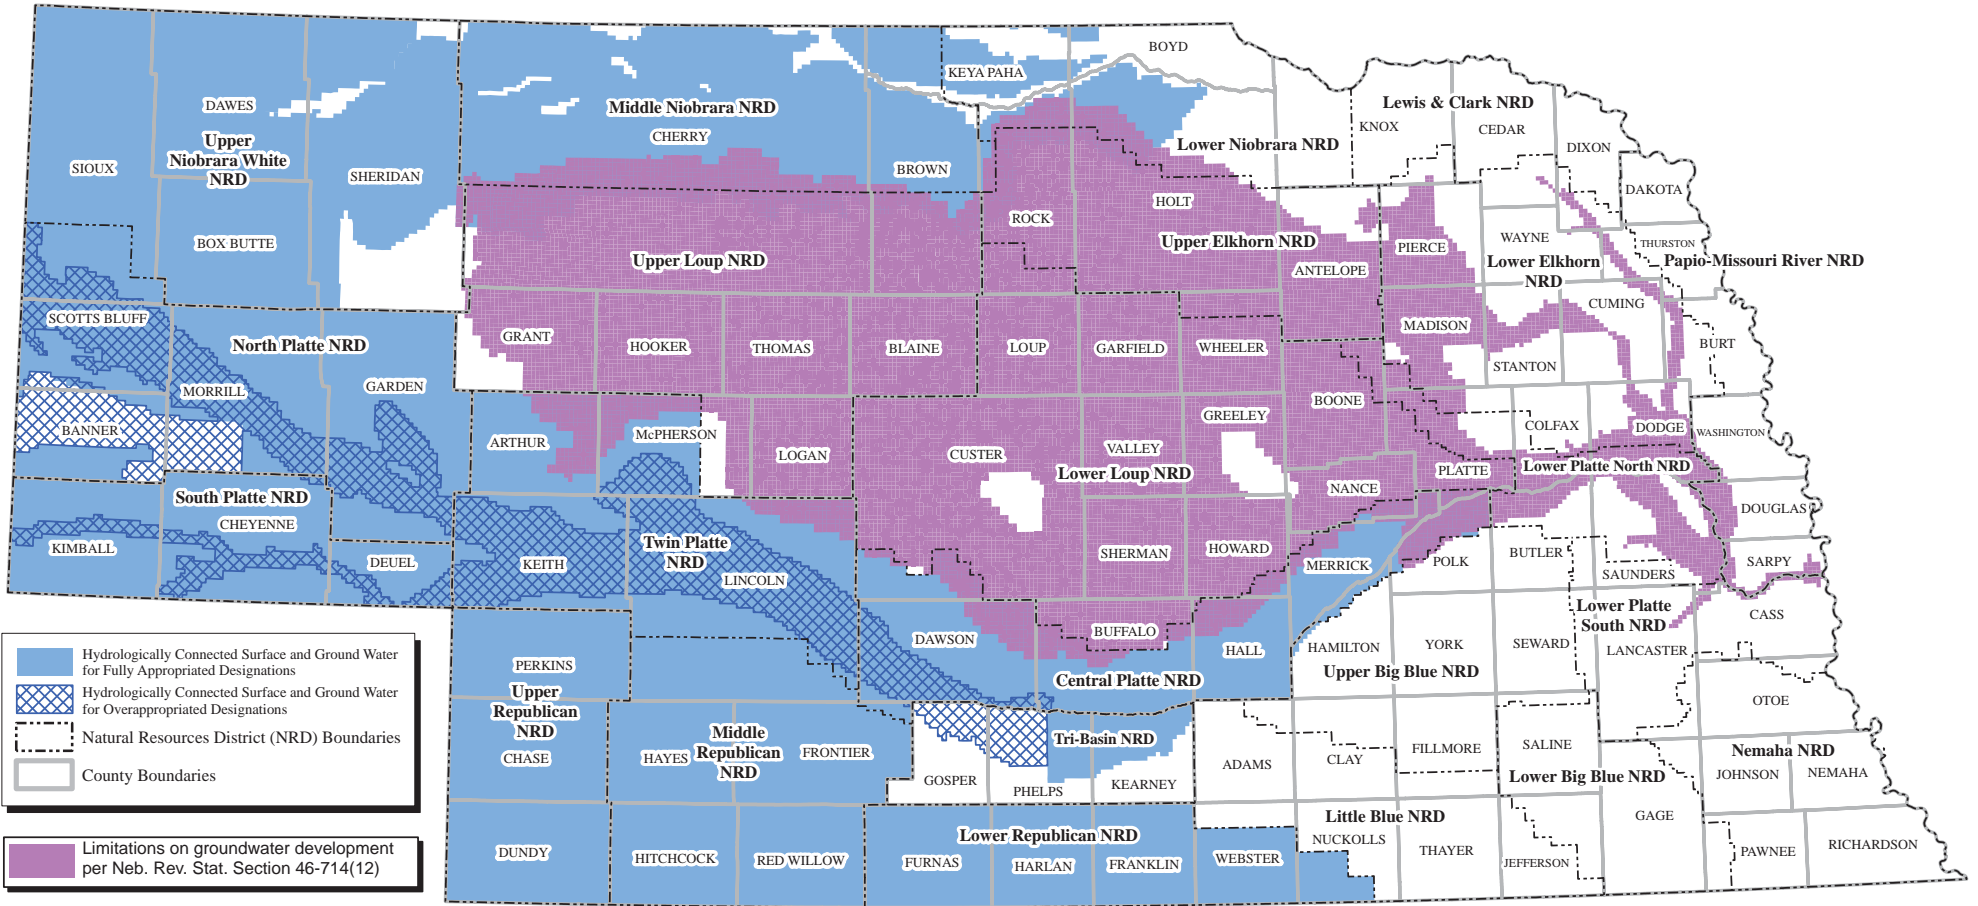 BOYD
KEYA PAHA
DAWES
Middle Niobrara NRD
Lewis & Clark NRD
KNOX
CEDAR
CHERRY
Upper
Niobrara White
NRD
Lower Niobrara NRD
DIXON
SIOUX
SHERIDAN
BROWN
DAKOTA
HOLT
ROCK
BOX BUTTE
Upper Elkhorn NRD
PIERCE
WAYNE
THURSTON
Upper Loup NRD
ANTELOPE
Lower Elkhorn
NRD
Papio-Missouri River NRD
CUMING
SCOTTS BLUFF
North Platte NRD
GRANT
HOOKER
THOMAS
BLAINE
LOUP
GARFIELD
WHEELER
MADISON
BURT
STANTON
MORRILL
GARDEN
BOONE
BANNER
ARTHUR
McPHERSON
LOGAN
CUSTER
VALLEY
GREELEY
COLFAX
DODGE
WASHINGTON
Lower Loup NRD
PLATTE
Lower Platte North NRD
NANCE
South Platte NRD
CHEYENNE
DOUGLAS
KIMBALL
DEUEL
KEITH
Twin Platte
NRD
LINCOLN
SHERMAN
HOWARD
MERRICK
POLK
BUTLER
SAUNDERS
SARPY
CASS
Lower Platte
South NRD
DAWSON
BUFFALO
HALL
HAMILTON
YORK
SEWARD
LANCASTER
Upper Big Blue NRD
PERKINS
Central Platte NRD
OTOE
Upper
Republican
NRD
Middle
Republican
NRD
CHASE
HAYES
FRONTIER
Tri-Basin NRD
GOSPER
PHELPS
KEARNEY
ADAMS
CLAY
FILLMORE
SALINE
Lower Big Blue NRD
Nemaha NRD
JOHNSON
NEMAHA
GAGE
Little Blue NRD
NUCKOLLS
Lower Republican NRD
DUNDY
HITCHCOCK
RED WILLOW
FURNAS
HARLAN
FRANKLIN
WEBSTER
THAYER
JEFFERSON
PAWNEE
RICHARDSON
Hydrologically Connected Surface and Ground Water
for Fully Appropriated Designations
Hydrologically Connected Surface and Ground Water
for Overappropriated Designations
Natural Resources District (NRD) Boundaries
County Boundaries
Limitations on groundwater development
per Neb. Rev. Stat. Section 46-714(12)